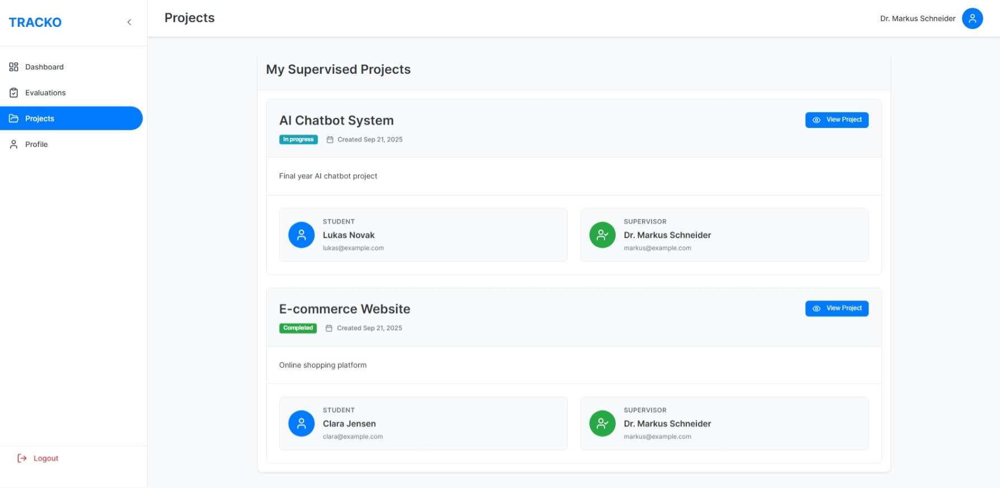 TRACKO
Projects
Dr. Markus Schneider
Dashboard
Evaluations
Projects
Profile
Logout
My Supervised Projects
AI Chatbot System
View Project
In progress
Created Sep 21, 2025
Final year AI chatbot project
STUDENT
Lukas Novak
lukas@example.com
SUPERVISOR
Dr. Markus Schneider
markus@example.com
E-commerce Website
View Project
Completed
Created Sep 21, 2025
Online shopping platform
STUDENT
Clara Jensen
clara@example.com
SUPERVISOR
Dr. Markus Schneider
markus@example.com